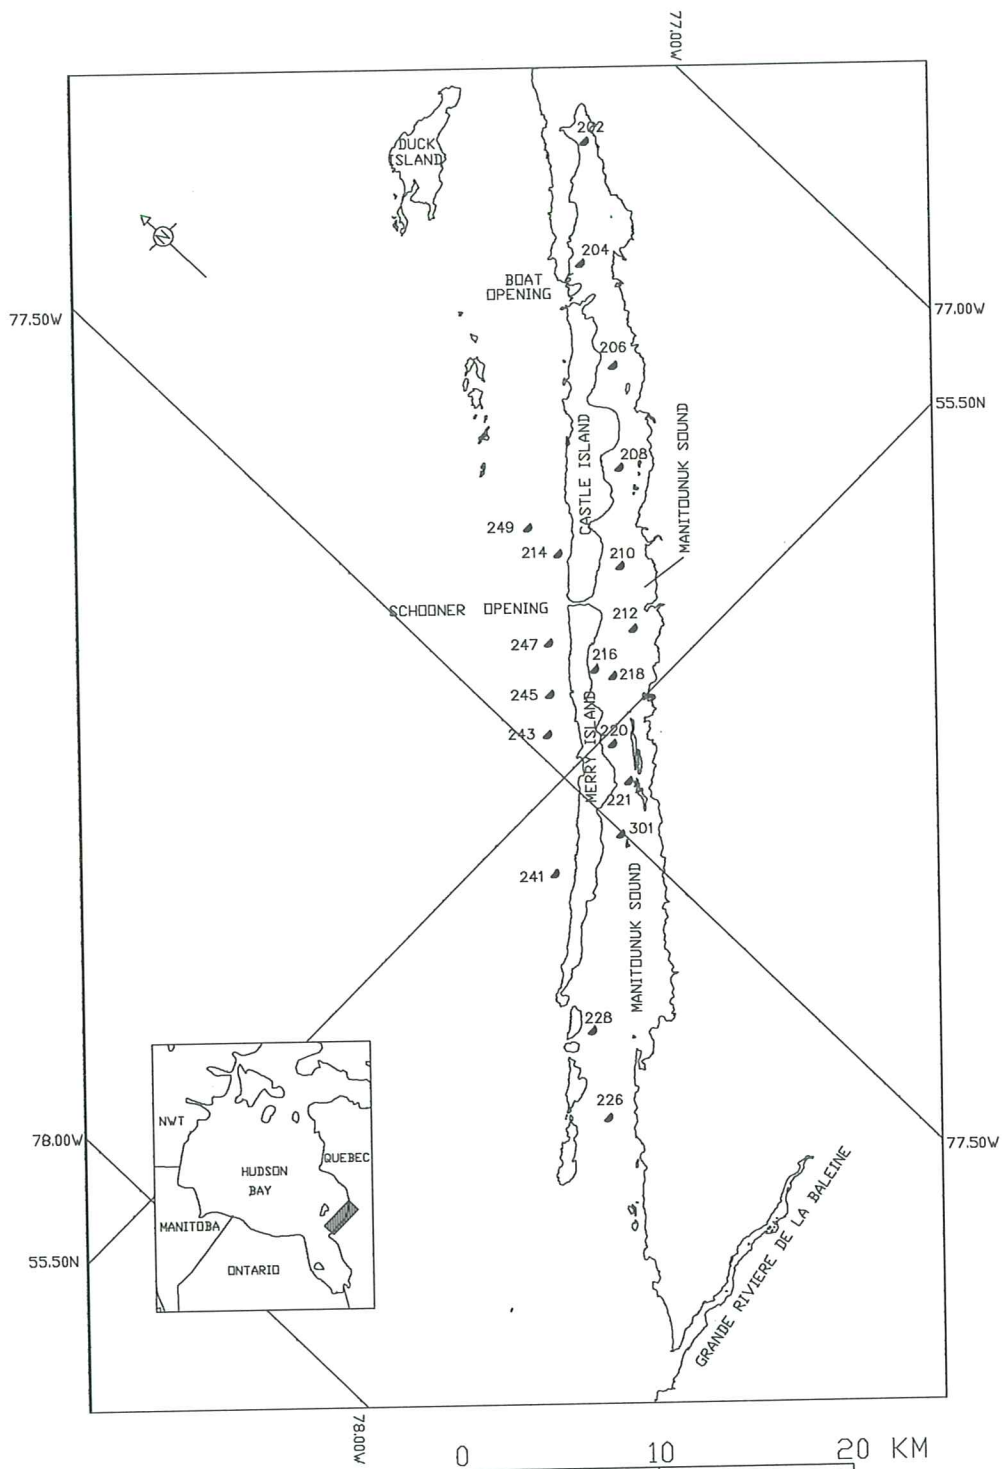 77.00W
202
DUCK
ISLAND
N
204
BOAT
OPENING
77.50W
77.00W
206
55.50N
CASTLE ISLAND
MANITOUNUK SOUND
208
249
214
210
SCHOONER OPENING
212
247
216
218
245
MERRY ISLAND
243
220
221
301
241
MANITOUNUK SOUND
228
226
NWT
QUEBEC
HUDSON
BAY
MANITOBA
ONTARIO
78.00W
77.50W
55.50N
GRANDE RIVIERE DE LA BALEINE
78.00W
0 10 20 KM